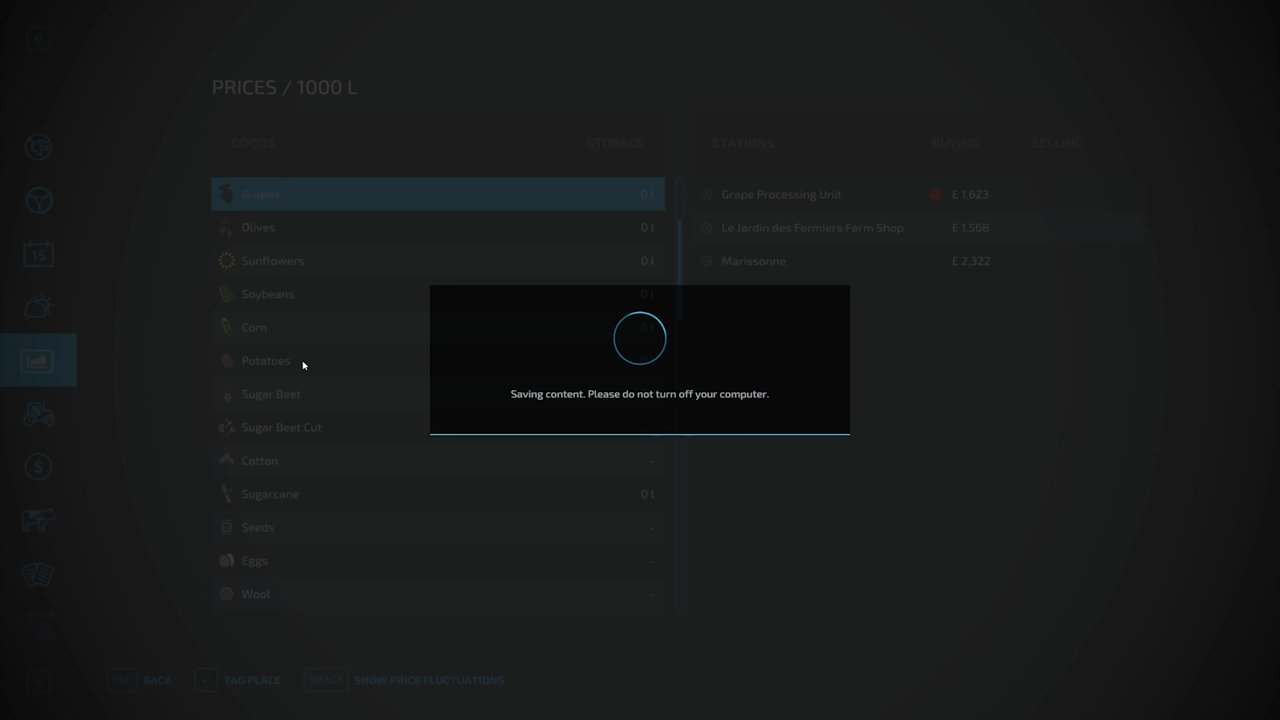 Q
PRICES / 1000 L
GOODS STORAGE
STATIONS BUYING SELLING
Grapes 0 l
Olives 0 l
Sunflowers 0 l
Soybeans 0 l
Corn 0 l
Potatoes
Sugar Beet
Sugar Beet Cut
Cotton -
Sugarcane 0 l
Seeds -
Eggs -
Wool -
Grape Processing Unit £ 1,623
Le Jardin des Fermiers Farm Shop £ 1,568
Marissonne £ 2,322
15
$
Saving content. Please do not turn off your computer.
ESC BACK
TAG PLACE
SPACE SHOW PRICE FLUCTUATIONS